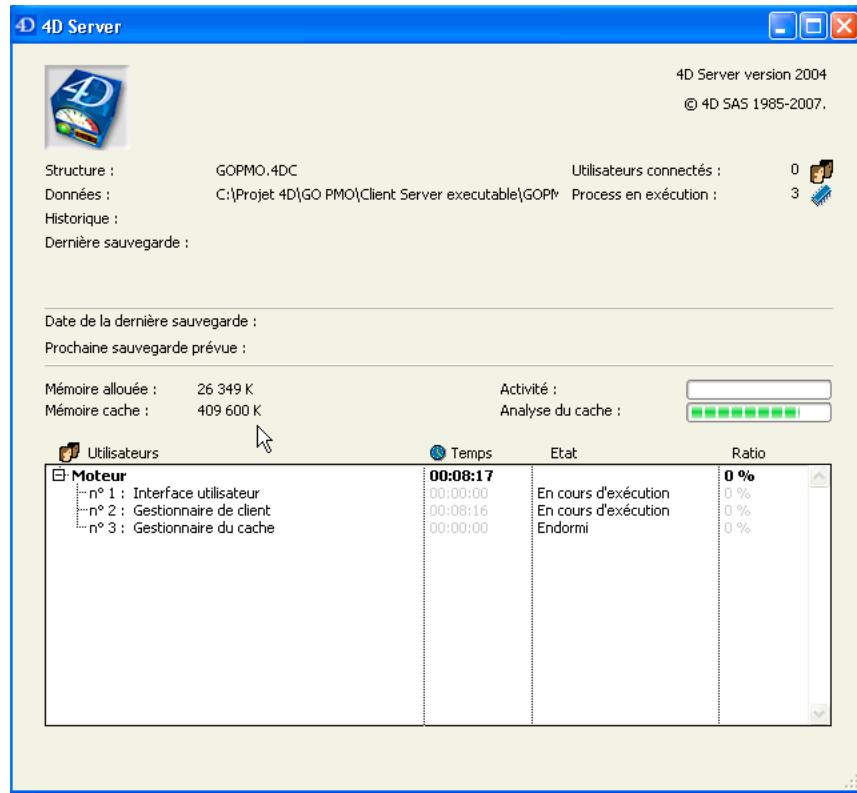 4D 4D Server
4D
4D Server version 2004
© 4D SAS 1985-2007.
Structure : GOPMO.4DC Utilisateurs connectés : 0
Données : C:\Projet 4D\GO PMO\Client Server executable\GOPM Process en exécution : 3
Historique :
Dernière sauvegarde :
Date de la dernière sauvegarde :
Prochaine sauvegarde prévue :
Mémoire allouée : 26 349 K Activité :
Mémoire cache : 409 600 K Analyse du cache :
Utilisateurs Temps Etat Ratio
Moteur 00:08:17 0 %
n° 1 : Interface utilisateur 00:00:00 En cours d'exécution 0 %
n° 2 : Gestionnaire de client 00:08:16 En cours d'exécution 0 %
n° 3 : Gestionnaire du cache 00:00:00 Endormi 0 %